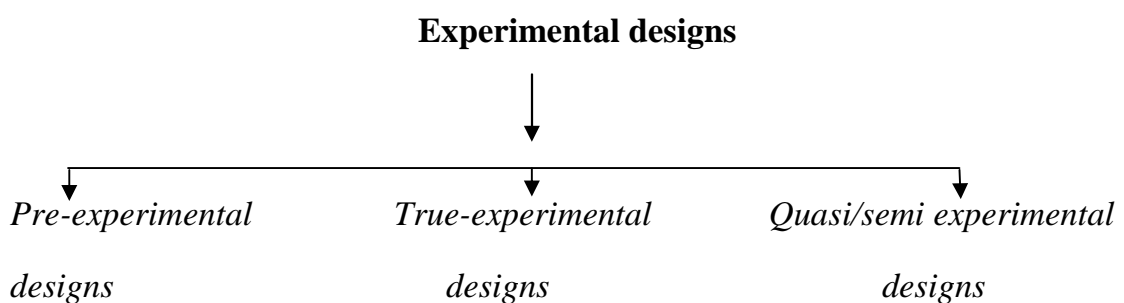 Experimental designs
Pre-experimental True-experimental Quasi/semi experimental
designs designs designs